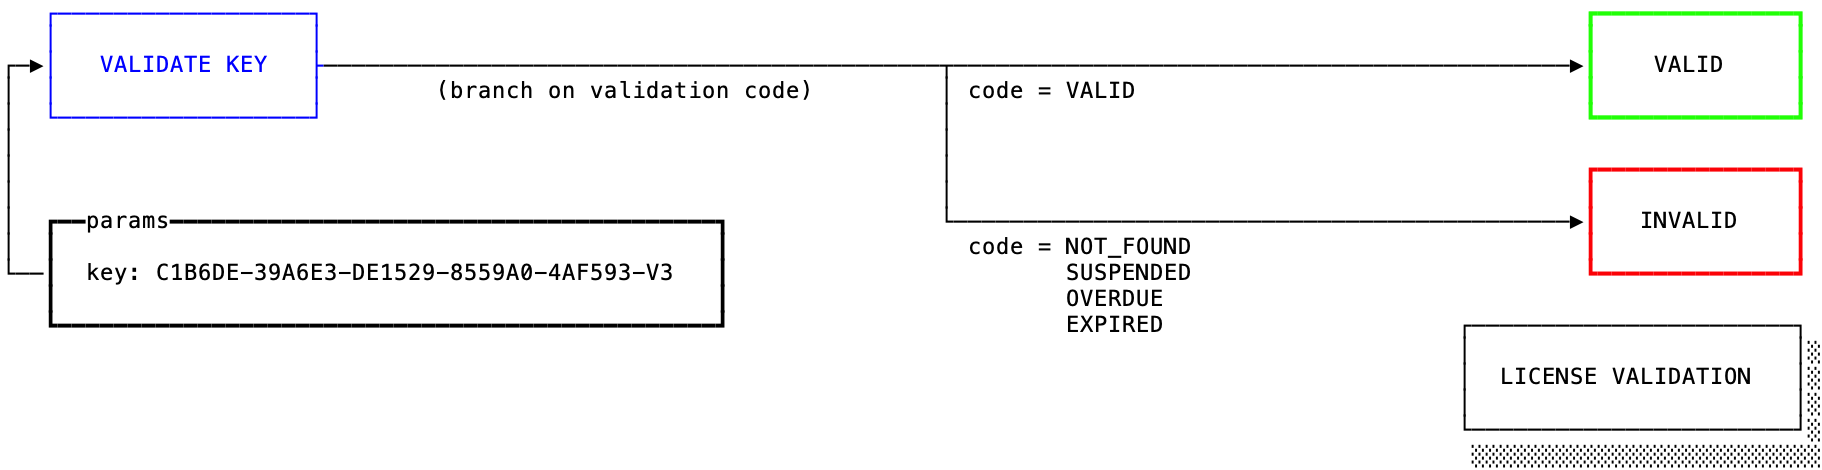 VALIDATE KEY
VALID
(branch on validation code)
code = VALID
params
INVALID
key: C1B6DE-39A6E3-DE1529-8559A0-4AF593-V3
code = NOT_FOUND
SUSPENDED
OVERDUE
EXPIRED
LICENSE VALIDATION